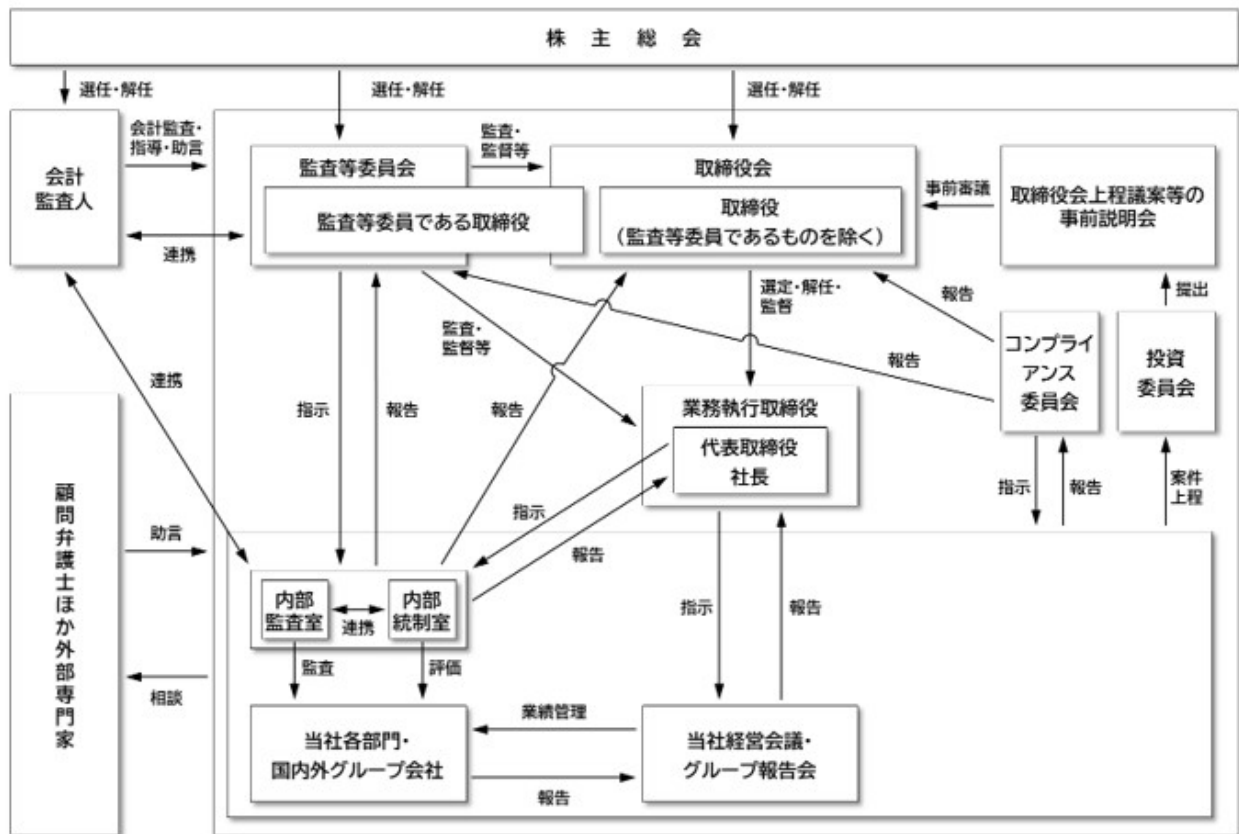 株主総会
選任・解任
選任・解任
選任・解任
会計
監査人
会計監査・
指導・助言
監査等委員会
監査等委員である取締役
監査・
監督等
取締役会
取締役
（監査等委員であるものを除く）
事前審議
取締役会上程議案等の
事前説明会
連携
選定・解任・
監督
報告
提出
監査・
監督等
報告
コンプライ
アンス
委員会
投資
委員会
連携
指示
報告
報告
業務執行取締役
代表取締役
社長
指示
報告
案件
上程
顧問弁護士ほか外部専門家
助言
指示
報告
内部
監査室
連携
内部
統制室
指示
報告
監査
評価
相談
業績管理
当社各部門・
国内外グループ会社
当社経営会議・
グループ報告会
報告